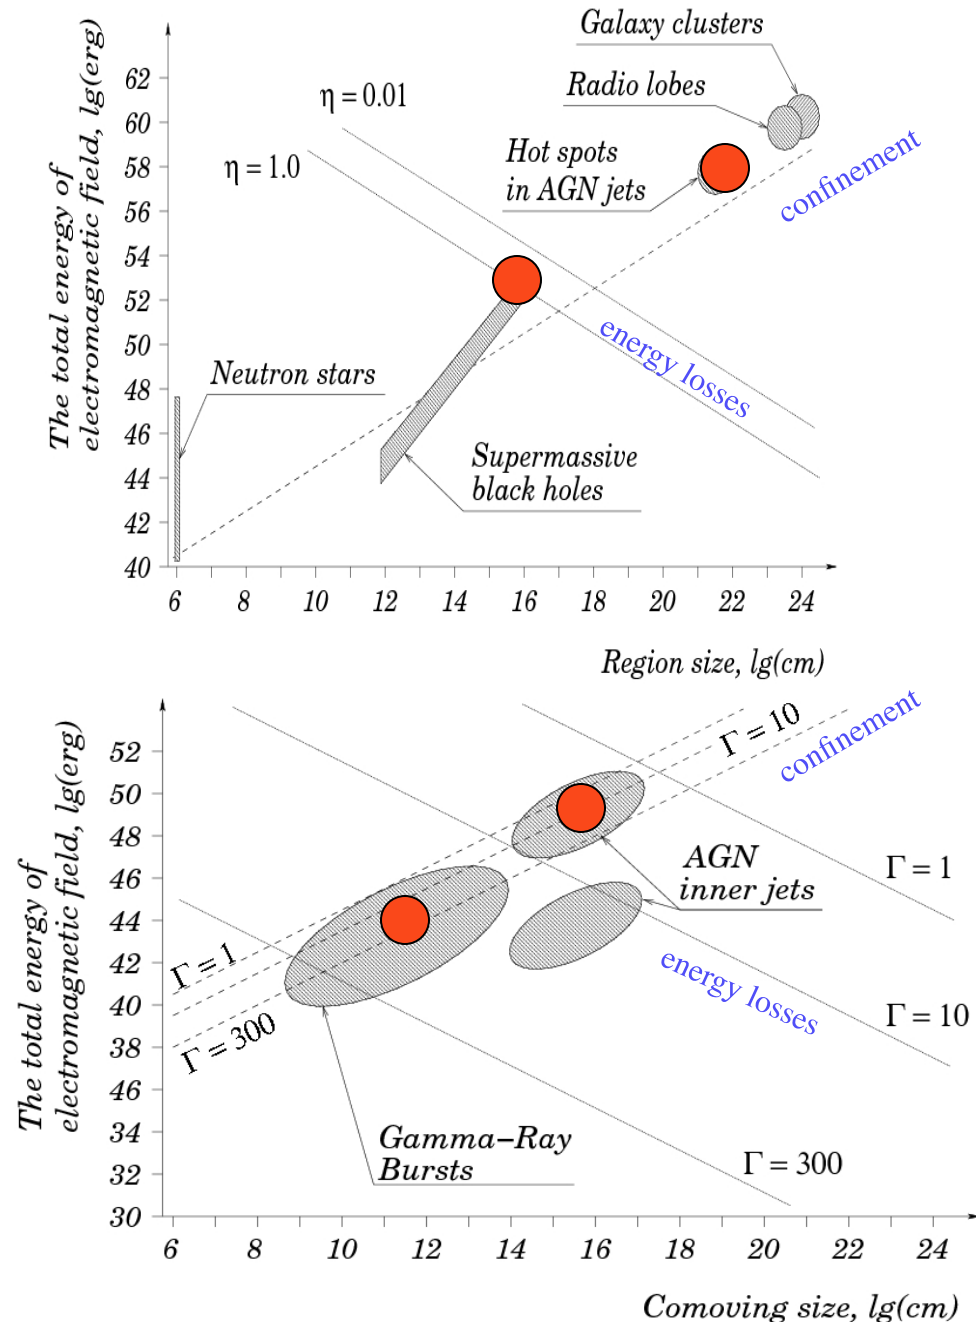 Galaxy clusters
Radio lobes
η = 0.01
η = 1.0
Hot spots
in AGN jets
confinement
The total energy of
electromagnetic field, lg(erg)
62
60
58
56
54
52
50
48
46
44
42
40
energy losses
Neutron stars
Supermassive
black holes
6 8 10 12 14 16 18 20 22 24
Region size, lg(cm)
The total energy of
electromagnetic field, lg(erg)
52
50
48
46
44
42
40
38
36
34
32
30
Γ = 10
confinement
AGN
inner jets
Γ = 1
Γ = 1
energy losses
Γ = 10
Γ = 300
Gamma-Ray
Bursts
Γ = 300
6 8 10 12 14 16 18 20 22 24
Comoving size, lg(cm)